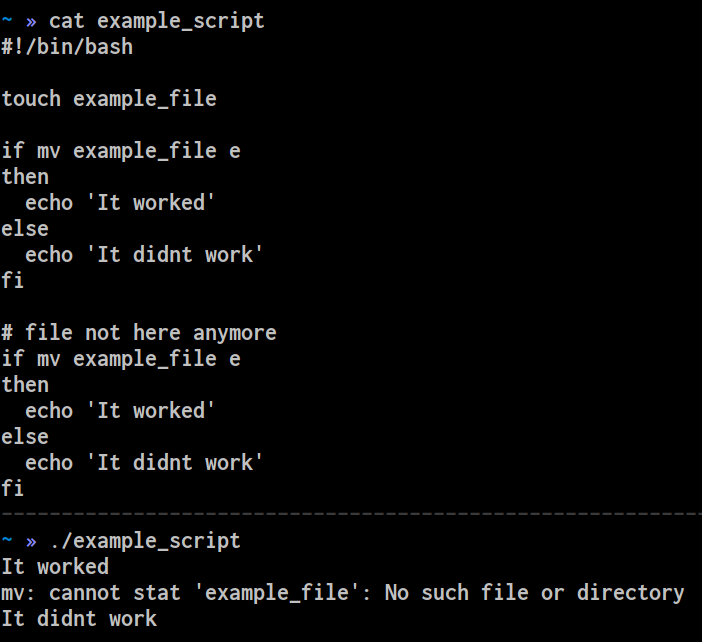 ~ » cat example_script
#!/bin/bash

touch example_file

if mv example_file e
then
  echo 'It worked'
else
  echo 'It didnt work'
fi

# file not here anymore
if mv example_file e
then
  echo 'It worked'
else
  echo 'It didnt work'
fi
~ » ./example_script
It worked
mv: cannot stat 'example_file': No such file or directory
It didnt work